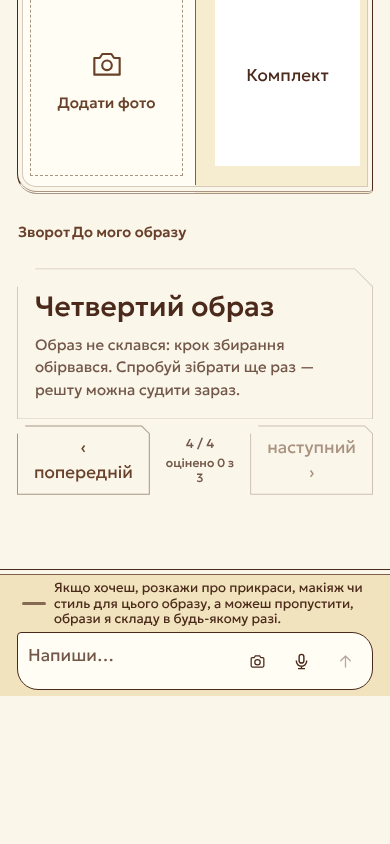 Додати фото
Комплект
Зворот До мого образу
Четвертий образ
Образ не склався: крок збирання
обірвався. Спробуй зібрати ще раз —
решту можна судити зараз.
‹
попередній
4 / 4
оцінено 0 з
3
наступний
›
Якщо хочеш, розкажи про прикраси, макіяж чи
стиль для цього образу, а можеш пропустити,
образи я складу в будь-якому разі.
Напиши...